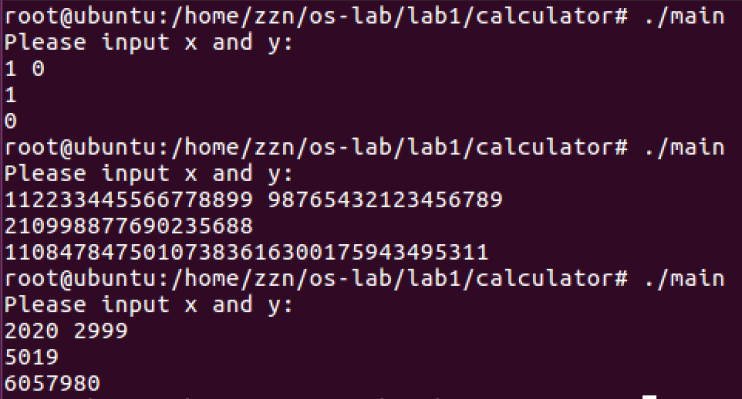 root@ubuntu:/home/zzn/os-lab/lab1/calculator# ./main
Please input x and y:
1 0
1
0
root@ubuntu:/home/zzn/os-lab/lab1/calculator# ./main
Please input x and y:
112233445566778899 98765432123456789
210998877690235688
11084784750107383616300175943495311
root@ubuntu:/home/zzn/os-lab/lab1/calculator# ./main
Please input x and y:
2020 2999
5019
6057980